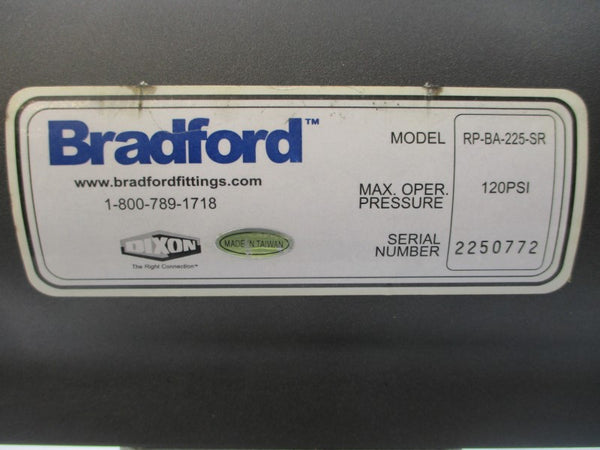 Bradford™
www.bradfordfittings.com
1-800-789-1718
DIXON
The Right Connection™
MADE IN TAIWAN
MODEL RP-BA-225-SR
MAX. OPER. PRESSURE 120PSI
SERIAL NUMBER 2250772